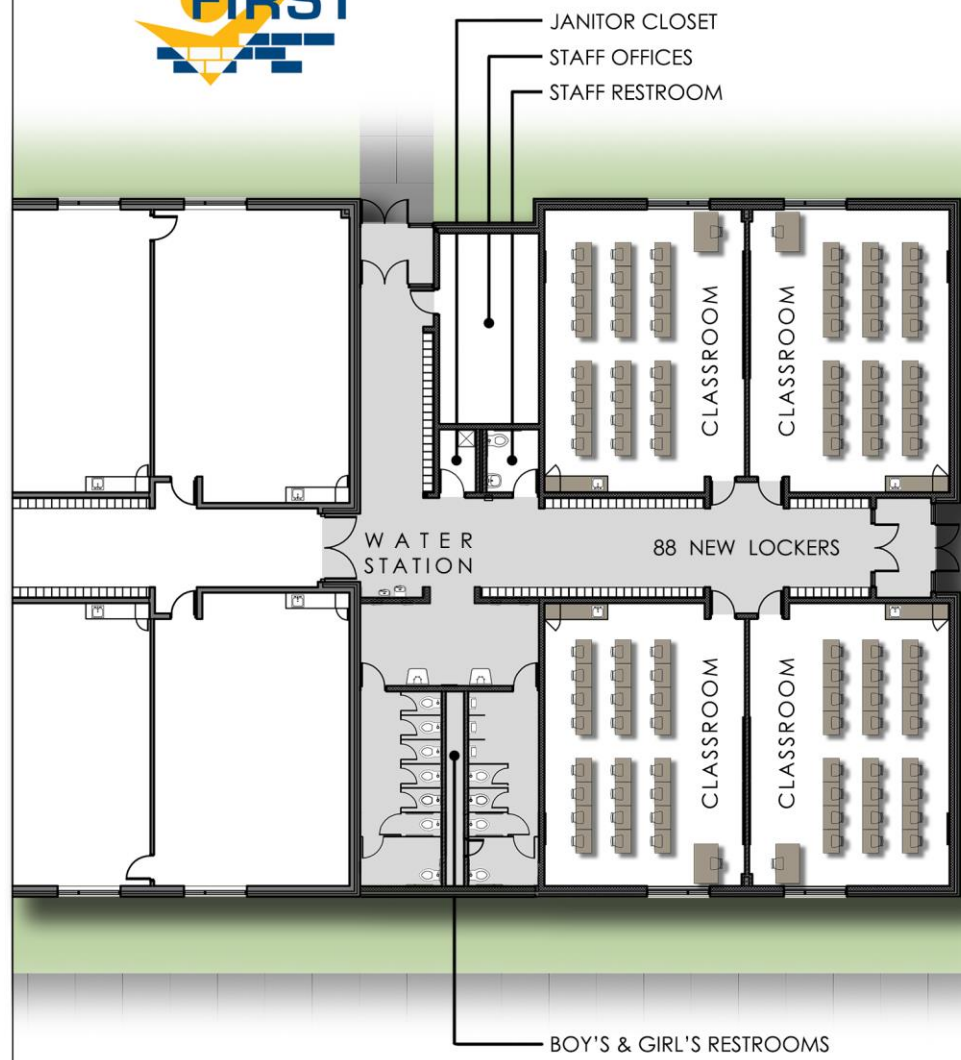 FIRST
JANITOR CLOSET
STAFF OFFICES
STAFF RESTROOM
CLASSROOM
CLASSROOM
WATER
STATION
88 NEW LOCKERS
CLASSROOM
CLASSROOM
BOY'S & GIRL'S RESTROOMS